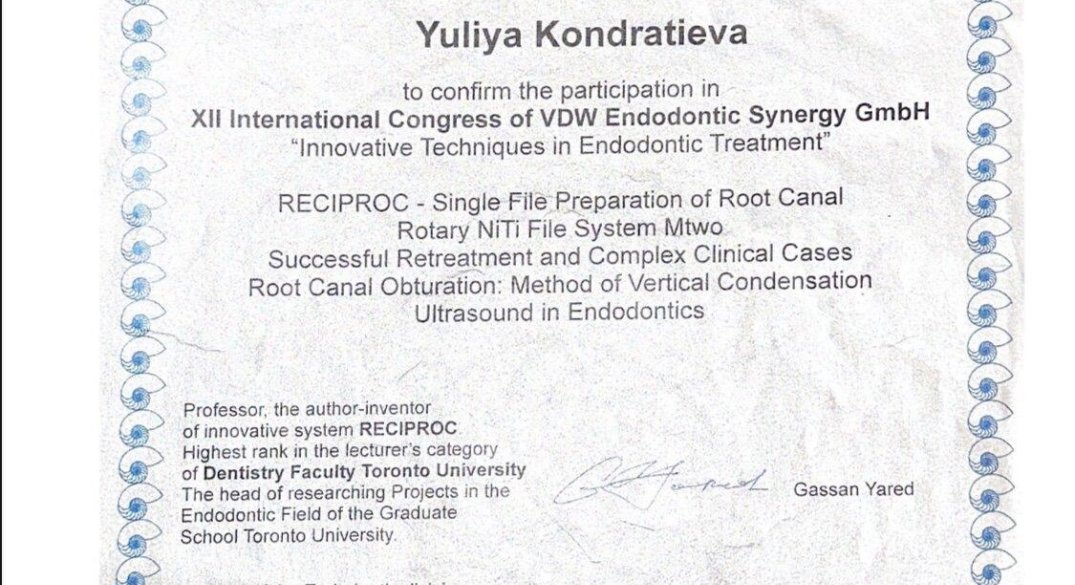 Yuliya Kondratieva
to confirm the participation in
XII International Congress of VDW Endodontic Synergy GmbH
“Innovative Techniques in Endodontic Treatment”
RECIPROC - Single File Preparation of Root Canal
Rotary NiTi File System Mtwo
Successful Retreatment and Complex Clinical Cases
Root Canal Obturation: Method of Vertical Condensation
Ultrasound in Endodontics
Professor, the author-inventor
of innovative system RECIPROC.
Highest rank in the lecturer's category
of Dentistry Faculty Toronto University
The head of researching Projects in the
Endodontic Field of the Graduate
School Toronto University.
Gassan Yared